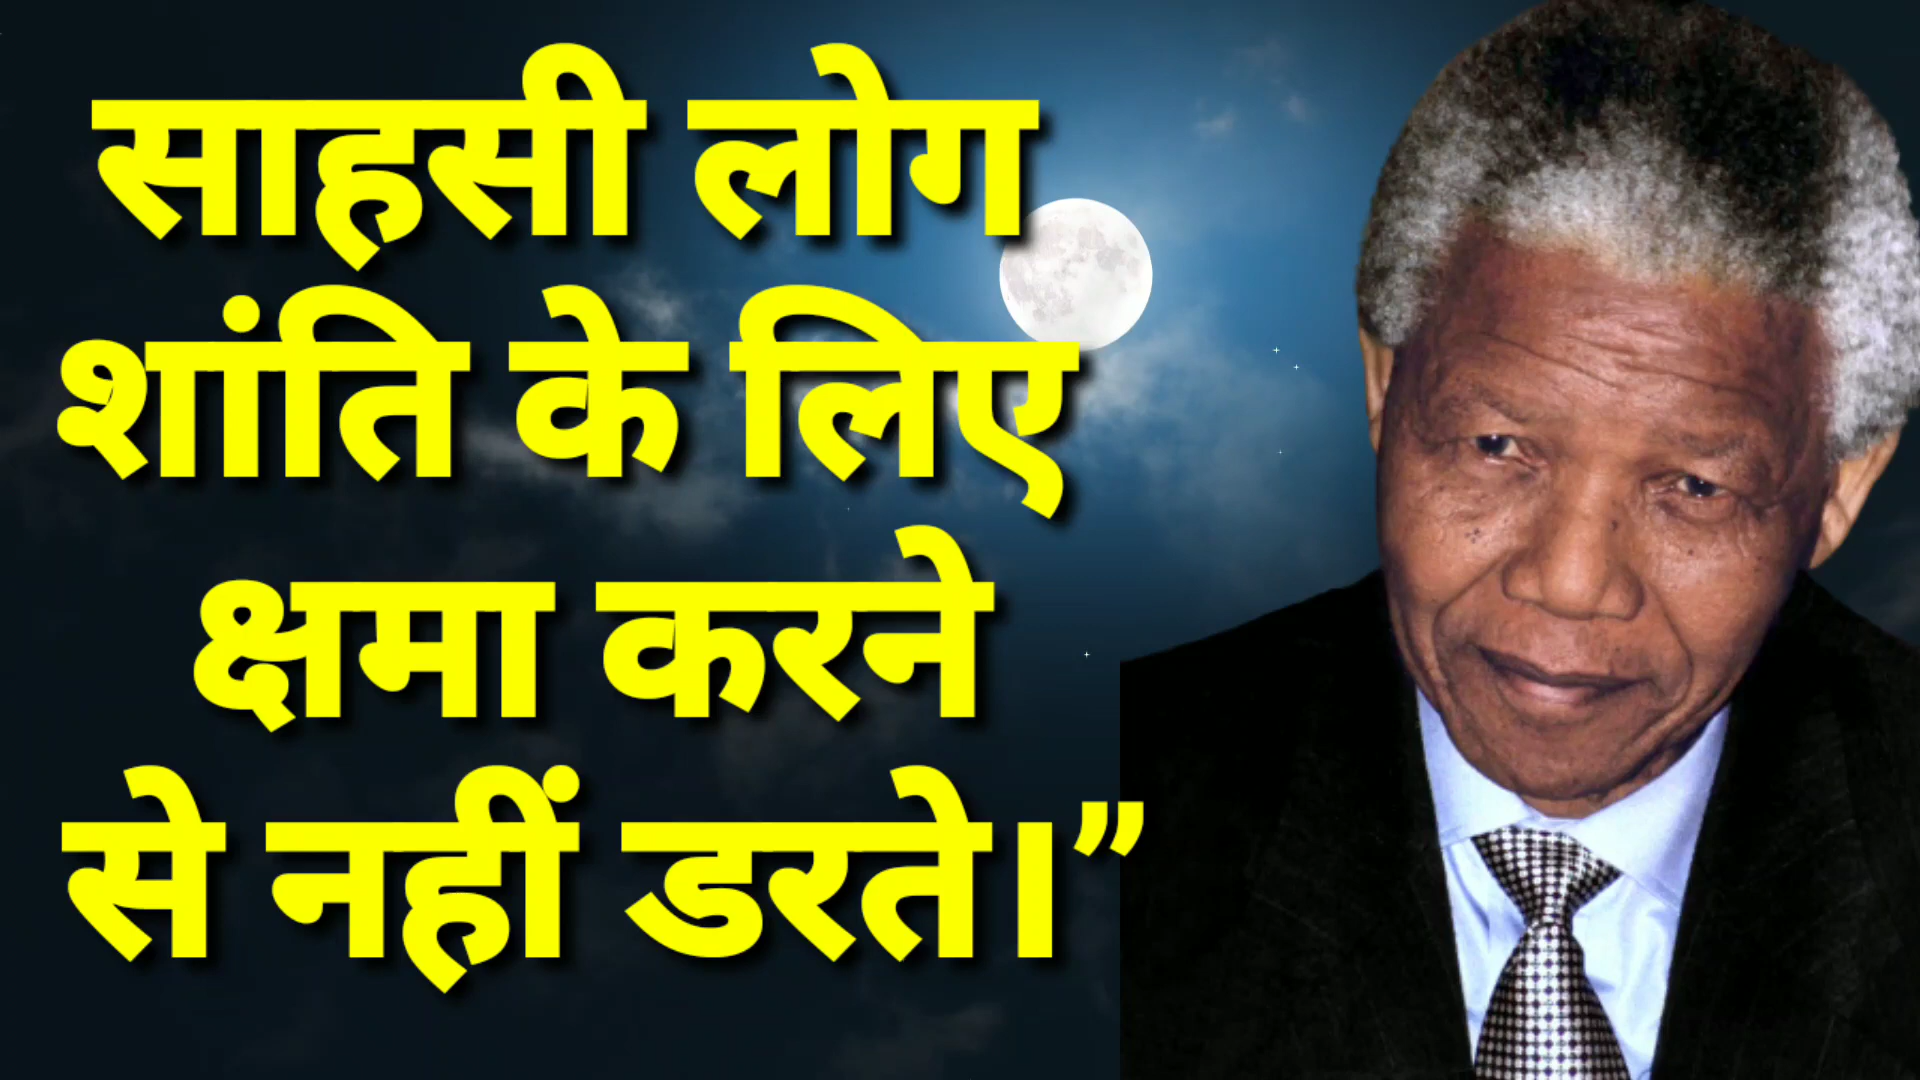 साहसी लोग
शांति के लिए
क्षमा करने
से नहीं डरते।”